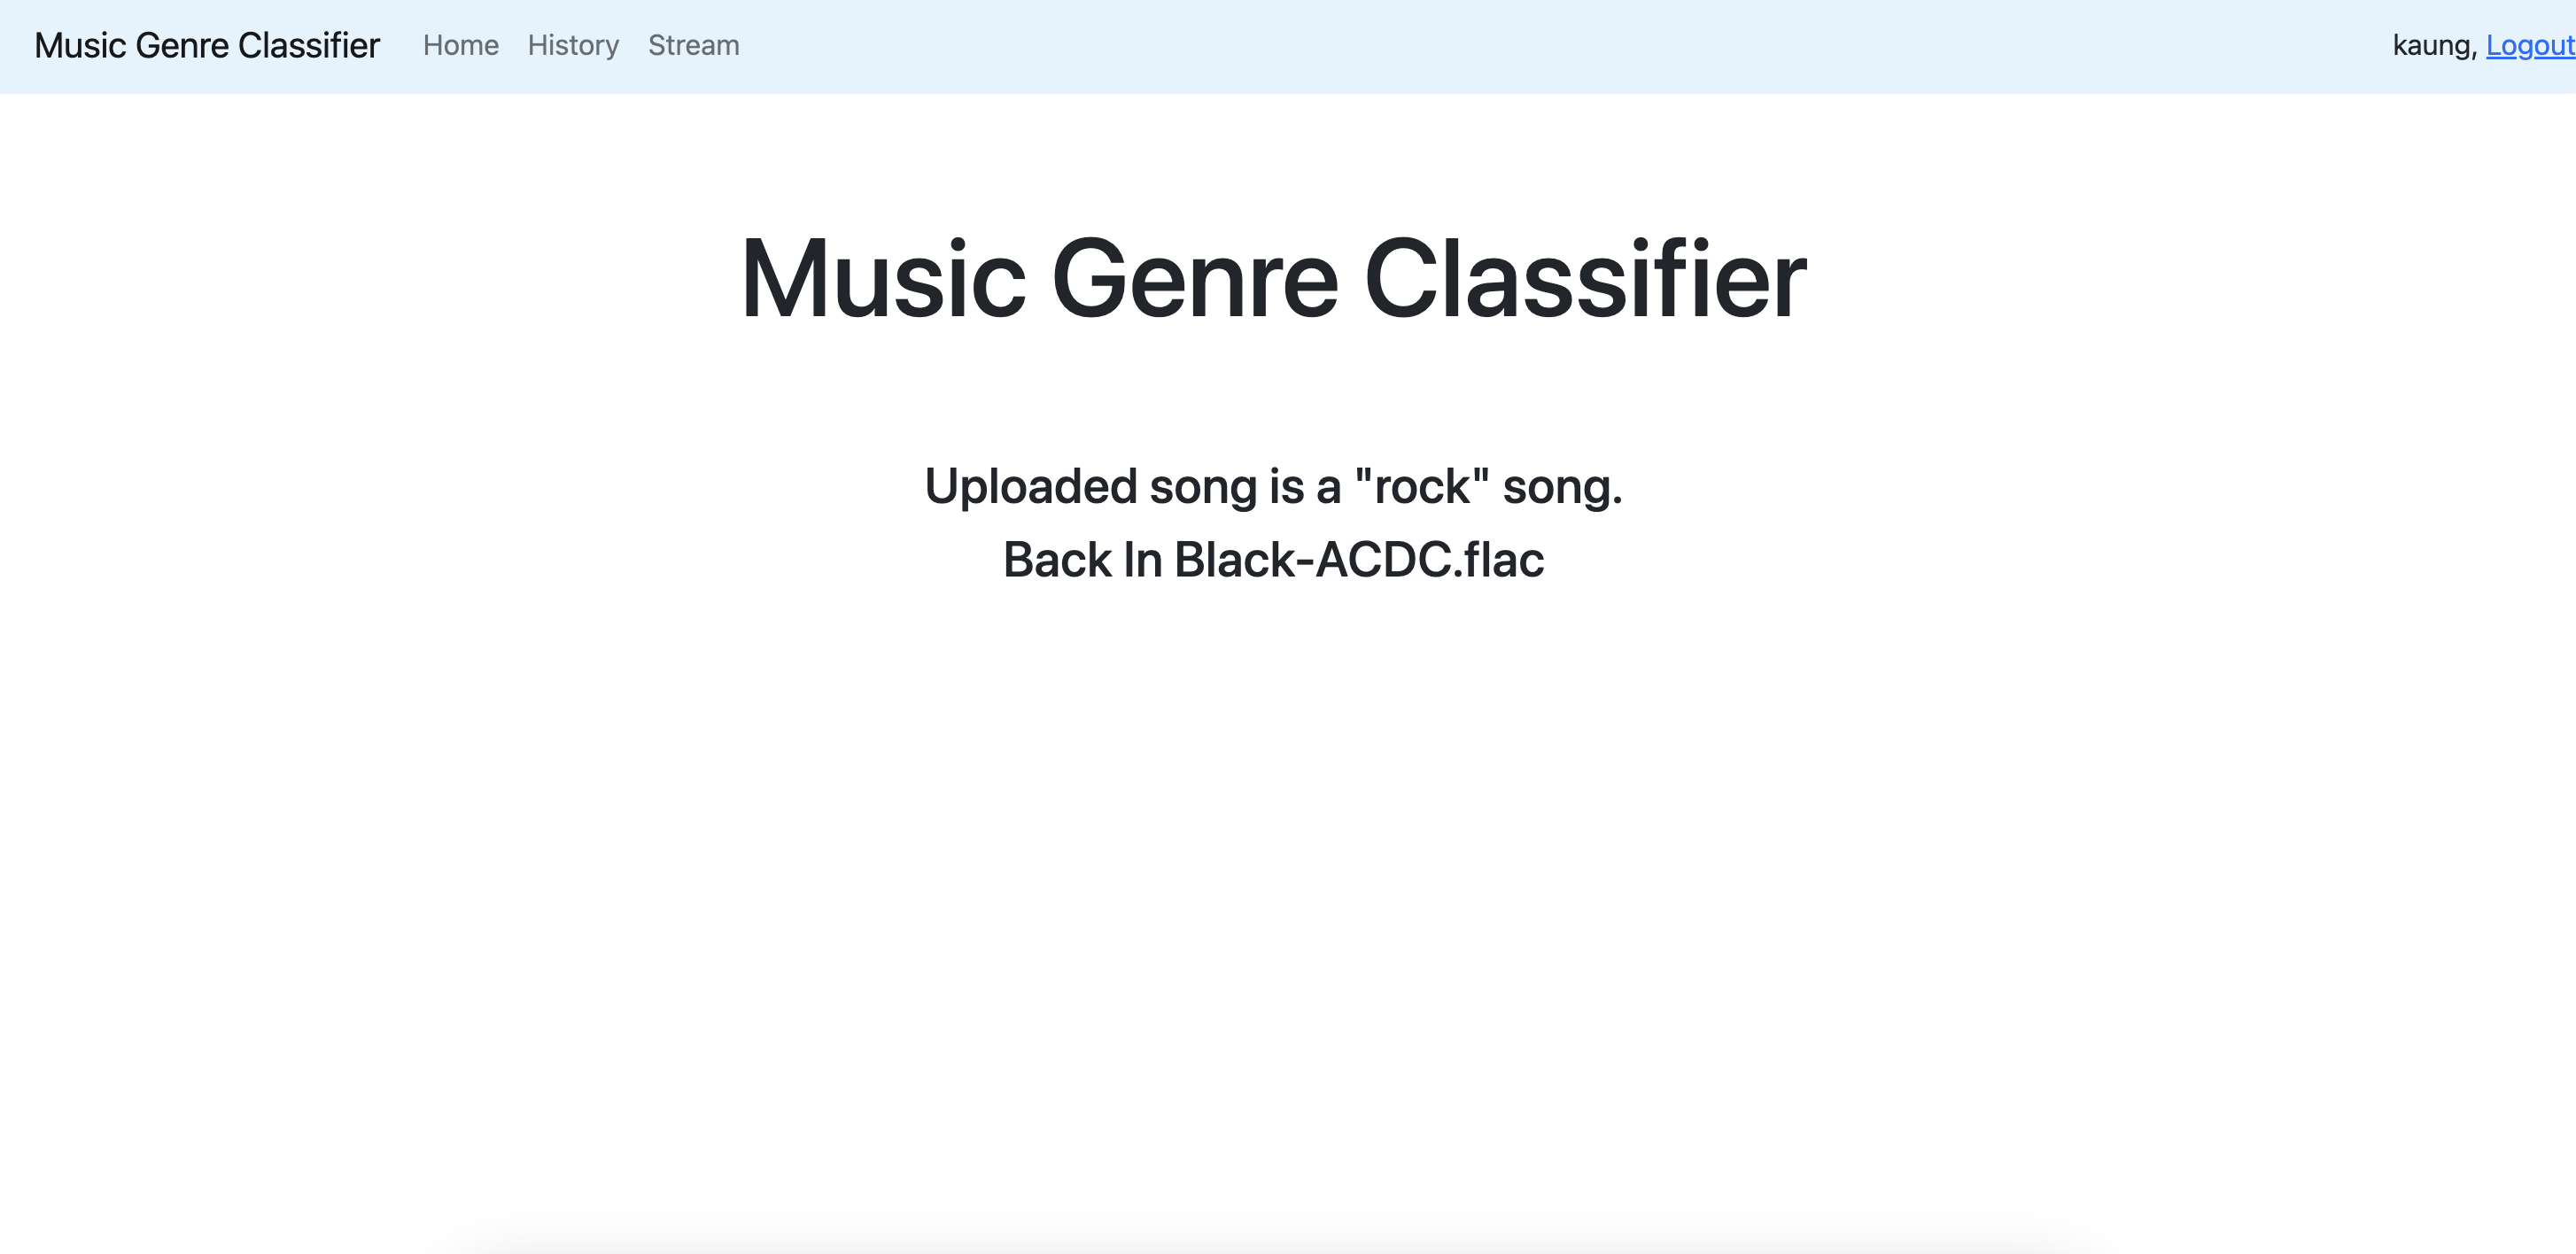 Music Genre Classifier Home History Stream kaung, Logout
Music Genre Classifier
Uploaded song is a "rock" song.
Back In Black-ACDC.flac